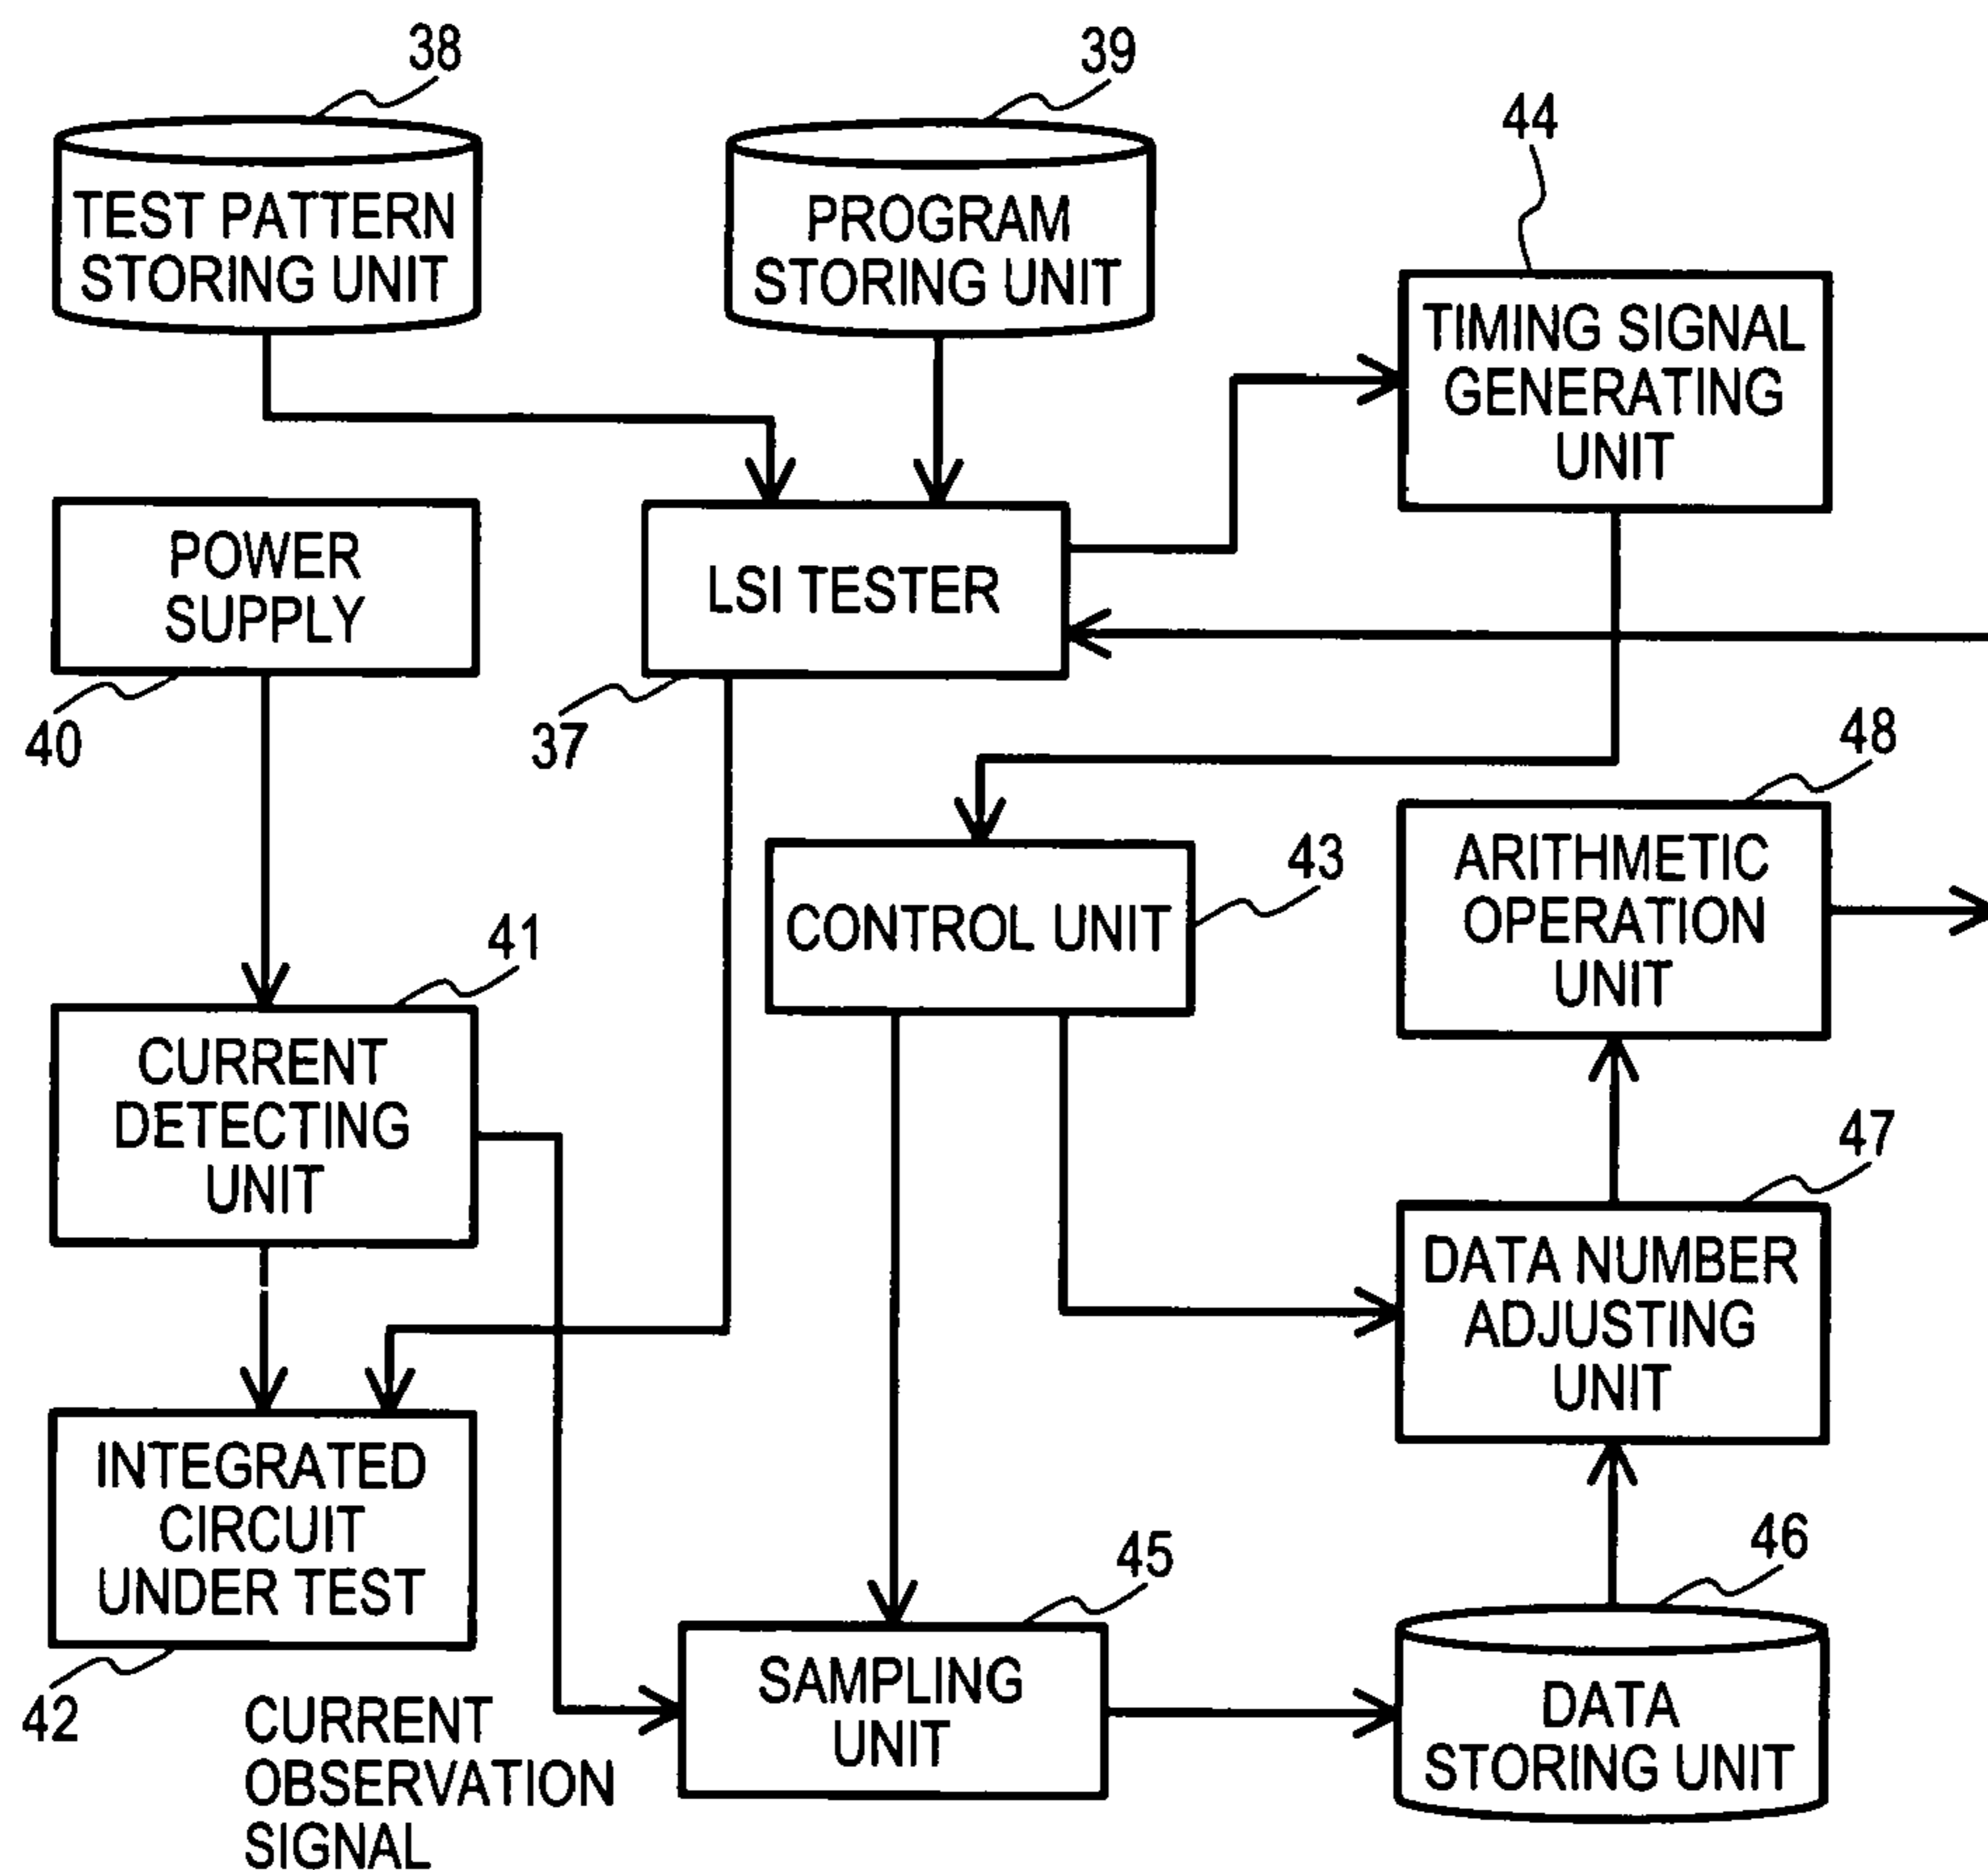 38
39
44
TEST PATTERN
STORING UNIT
PROGRAM
STORING UNIT
TIMING SIGNAL
GENERATING
UNIT
POWER
SUPPLY
LSI TESTER
40
37
48
43
ARITHMETIC
OPERATION
UNIT
CONTROL UNIT
41
CURRENT
DETECTING
UNIT
47
DATA NUMBER
ADJUSTING
UNIT
INTEGRATED
CIRCUIT
UNDER TEST
45
46
42
CURRENT
OBSERVATION
SIGNAL
SAMPLING
UNIT
DATA
STORING UNIT